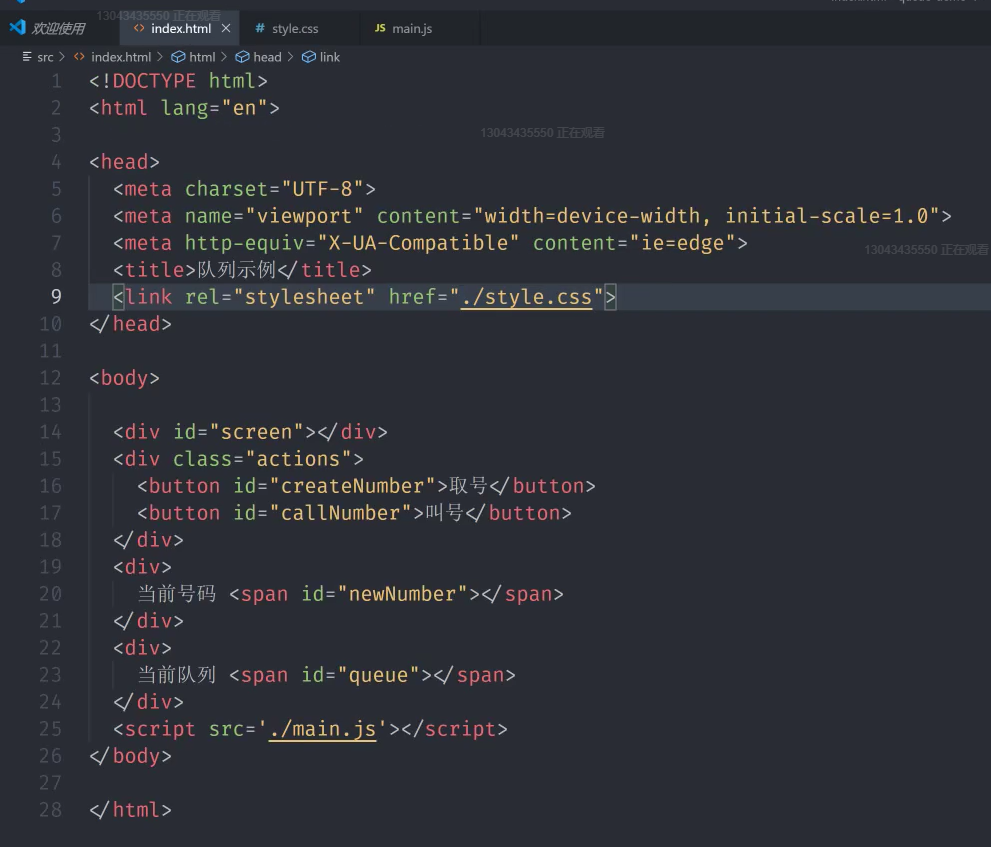 13043435550 正在观看
欢迎使用 <> index.html × # style.css JS main.js
src > <> index.html > html > head > link
1 <!DOCTYPE html>
2 <html lang="en">
3
13043435550 正在观看
4 <head>
5 <meta charset="UTF-8">
6 <meta name="viewport" content="width=device-width, initial-scale=1.0">
7 <meta http-equiv="X-UA-Compatible" content="ie=edge">
13043435550 正在观看
8 <title>队列示例</title>
9 <link rel="stylesheet" href="./style.css">
10 </head>
11
12 <body>
13
14 <div id="screen"></div>
15 <div class="actions">
16 <button id="createNumber">取号</button>
17 <button id="callNumber">叫号</button>
18 </div>
19 <div>
20 当前号码 <span id="newNumber"></span>
21 </div>
22 <div>
23 当前队列 <span id="queue"></span>
24 </div>
25 <script src='./main.js'></script>
26 </body>
27
28 </html>